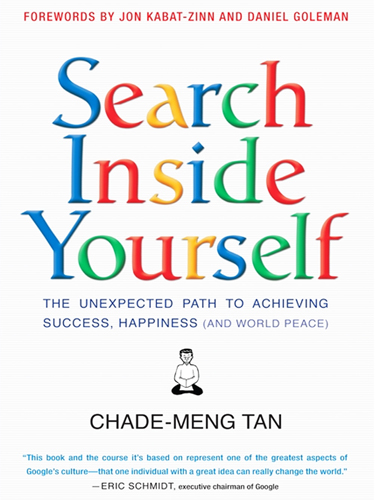 FOREWORDS BY JON KABAT-ZINN AND DANIEL GOLEMAN
Search
Inside
Yourself
THE UNEXPECTED PATH TO ACHIEVING
SUCCESS, HAPPINESS (AND WORLD PEACE)
CHADE-MENG TAN
"This book and the course it's based on represent one of the greatest aspects of
Google's culture—that one individual with a great idea can really change the world."
—ERIC SCHMIDT, executive chairman of Google